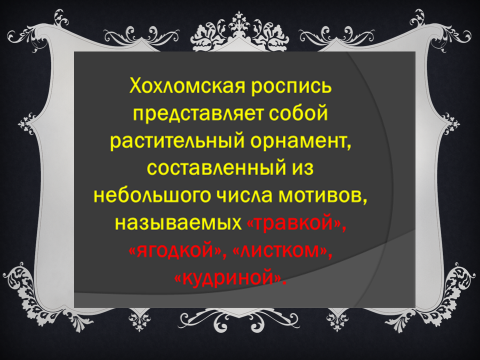 Хохломская роспись
представляет собой
растительный орнамент,
составленный из
небольшого числа мотивов,
называемых «травкой»,
«ягодкой», «листком»,
«кудриной».